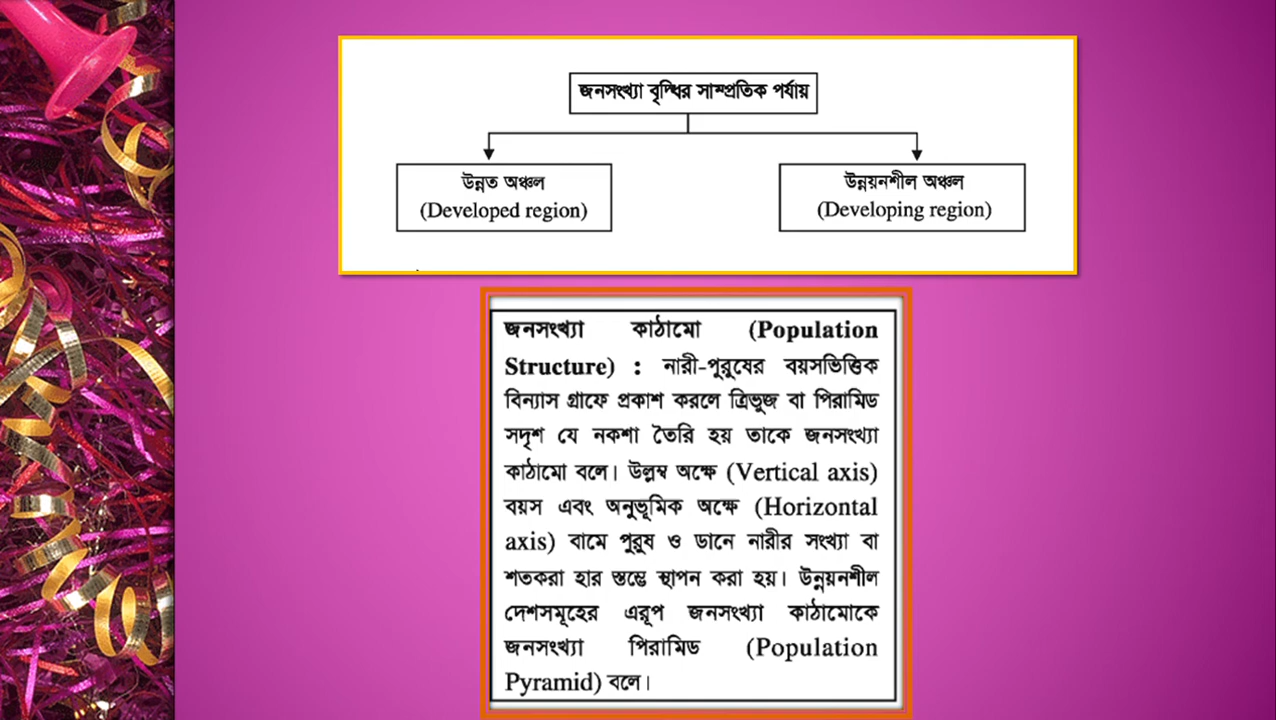 জনসংখ্যা বৃদ্ধির সাম্প্রতিক পর্যায়
উন্নত অঞ্চল
(Developed region)
উন্নয়নশীল অঞ্চল
(Developing region)
জনসংখ্যা কাঠামো (Population
Structure) : নারী-পুরুষের বয়সভিত্তিক
বিন্যাস গ্রাফে প্রকাশ করলে ত্রিভুজ বা পিরামিড
সদৃশ যে নকশা তৈরি হয় তাকে জনসংখ্যা
কাঠামো বলে। উল্লম্ব অক্ষে (Vertical axis)
বয়স এবং অনুভূমিক অক্ষে (Horizontal
axis) বামে পুরুষ ও ডানে নারীর সংখ্যা বা
শতকরা হার স্তম্ভে স্থাপন করা হয়। উন্নয়নশীল
দেশসমূহের এরূপ জনসংখ্যা কাঠামোকে
জনসংখ্যা পিরামিড (Population
Pyramid) বলে।